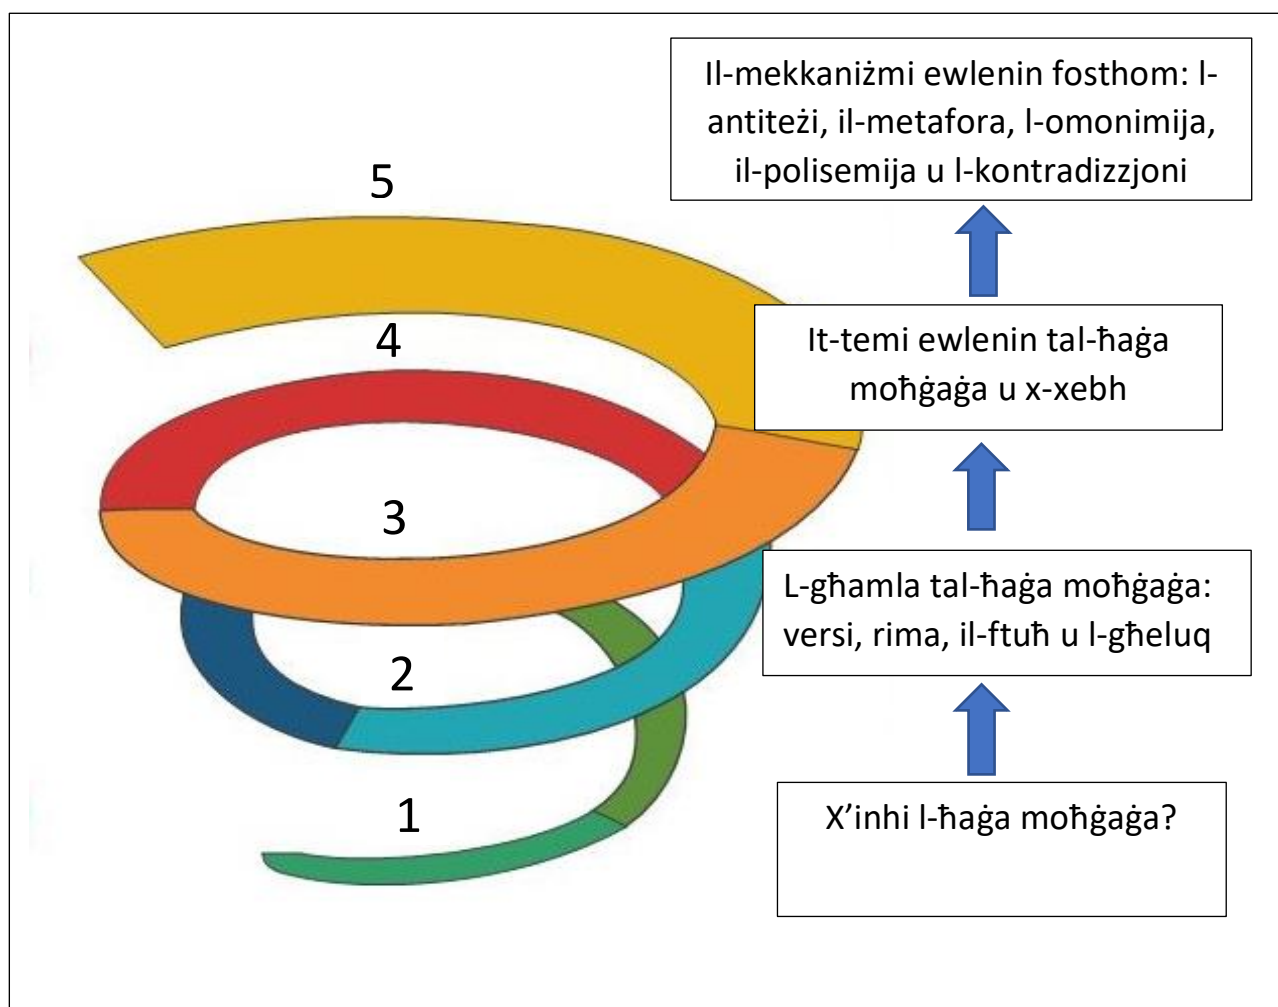 Il-mekkaniżmi ewlenin fosthom: l-
antiteżi, il-metafora, l-omonimija,
il-polisemija u l-kontradizzjoni
5
It-temi ewlenin tal-ħaġa
moħġaġa u x-xebh
4
3
L-għamla tal-ħaġa moħġaġa:
versi, rima, il-ftuħ u l-għeluq
2
1
X’inhi l-ħaġa moħġaġa?